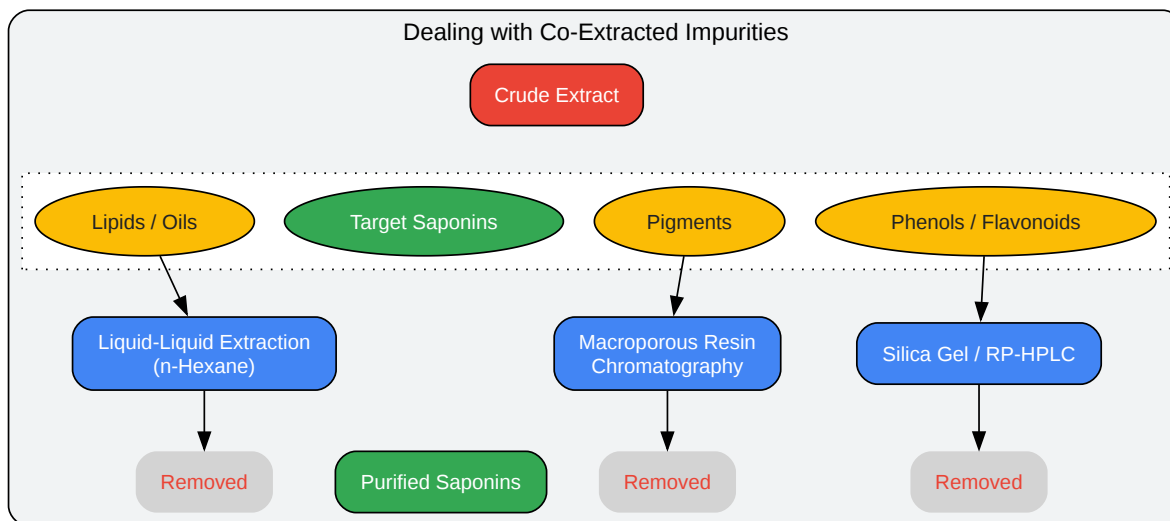 Dealing with Co-Extracted Impurities
Crude Extract
Lipids / Oils
Target Saponins
Pigments
Phenols / Flavonoids
Liquid-Liquid Extraction
(n-Hexane)
Macroporous Resin
Chromatography
Silica Gel / RP-HPLC
Removed
Purified Saponins
Removed
Removed